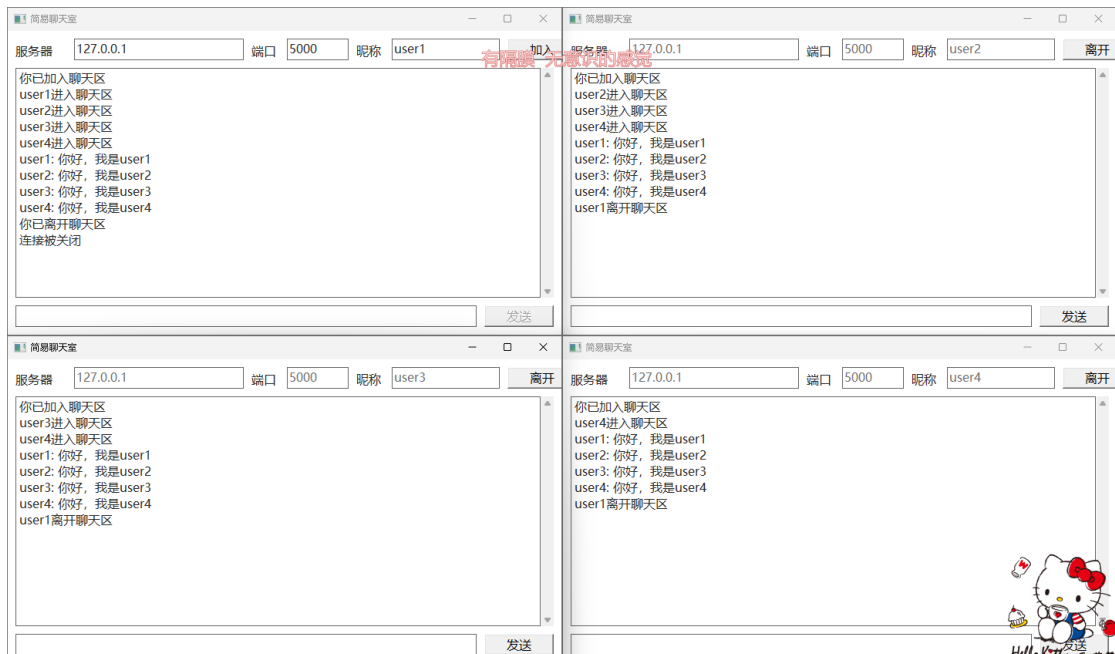 简易聊天室
服务器 127.0.0.1 端口 5000 昵称 user1 加入
你已加入聊天区
user1进入聊天区
user2进入聊天区
user3进入聊天区
user4进入聊天区
user1: 你好，我是user1
user2: 你好，我是user2
user3: 你好，我是user3
user4: 你好，我是user4
你已离开聊天区
连接被关闭
发送
简易聊天室
服务器 127.0.0.1 端口 5000 昵称 user2 离开
有隔膜 无意识的感觉
你已加入聊天区
user2进入聊天区
user3进入聊天区
user4进入聊天区
user1: 你好，我是user1
user2: 你好，我是user2
user3: 你好，我是user3
user4: 你好，我是user4
user1离开聊天区
发送
简易聊天室
服务器 127.0.0.1 端口 5000 昵称 user3 离开
你已加入聊天区
user3进入聊天区
user4进入聊天区
user1: 你好，我是user1
user2: 你好，我是user2
user3: 你好，我是user3
user4: 你好，我是user4
user1离开聊天区
发送
简易聊天室
服务器 127.0.0.1 端口 5000 昵称 user4 离开
你已加入聊天区
user4进入聊天区
user1: 你好，我是user1
user2: 你好，我是user2
user3: 你好，我是user3
user4: 你好，我是user4
user1离开聊天区
发送